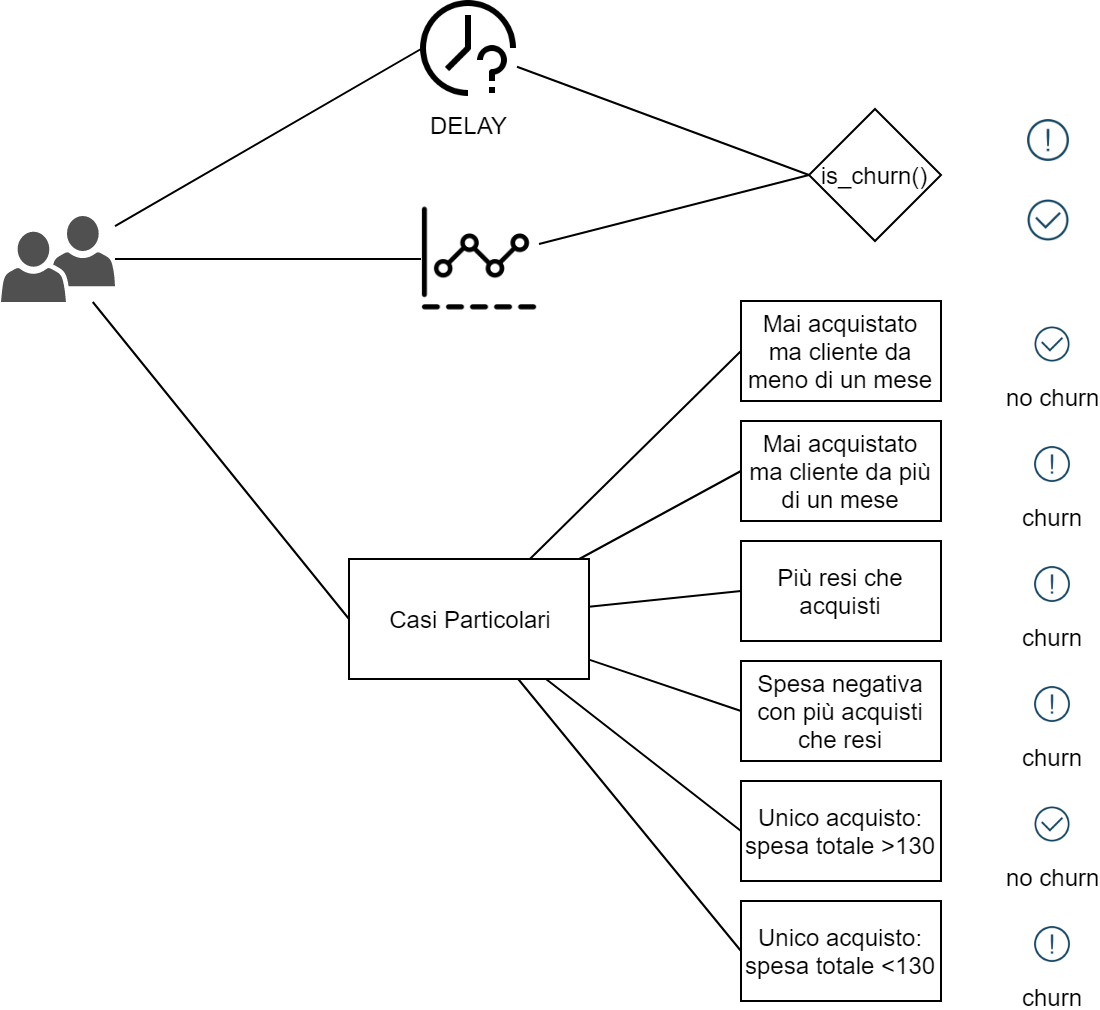 DELAY
is_churn()
Mai acquistato
ma cliente da
meno di un mese
no churn
Mai acquistato
ma cliente da più
di un mese
churn
Più resi che
acquisti
churn
Casi Particolari
Spesa negativa
con più acquisti
che resi
churn
Unico acquisto:
spesa totale >130
no churn
Unico acquisto:
spesa totale <130
churn